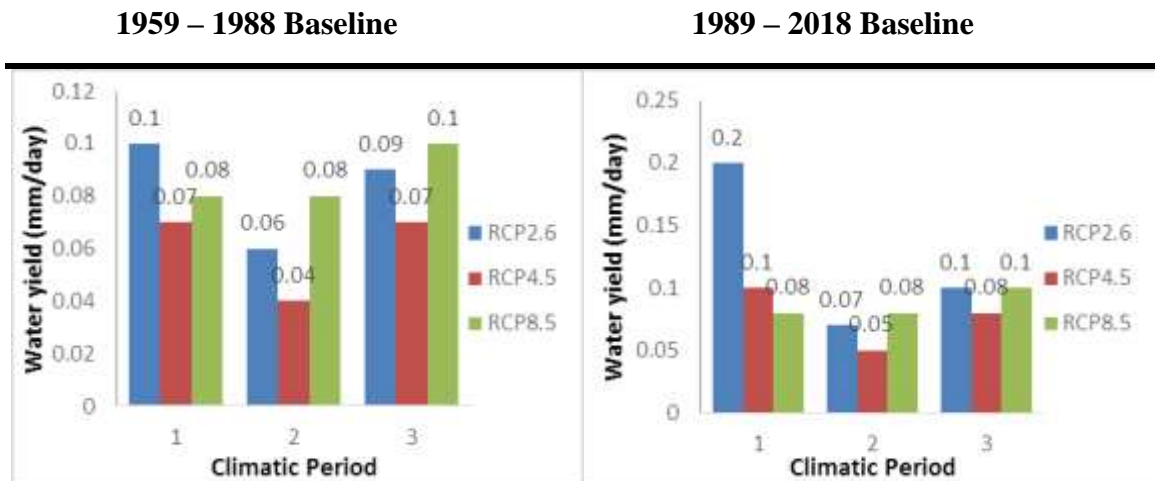 1959 – 1988 Baseline
1989 – 2018 Baseline
Water yield (mm/day)
0.12
0.1
0.08
0.06
0.04
0.02
0
0.1
0.07
0.08
0.06
0.04
0.08
0.09
0.07
0.1
1 2 3
Climatic Period
RCP2.6
RCP4.5
RCP8.5
Water yield (mm/day)
0.25
0.2
0.15
0.1
0.05
0
0.2
0.1
0.08
0.07
0.05
0.08
0.1
0.08
0.1
1 2 3
Climatic Period
RCP2.6
RCP4.5
RCP8.5